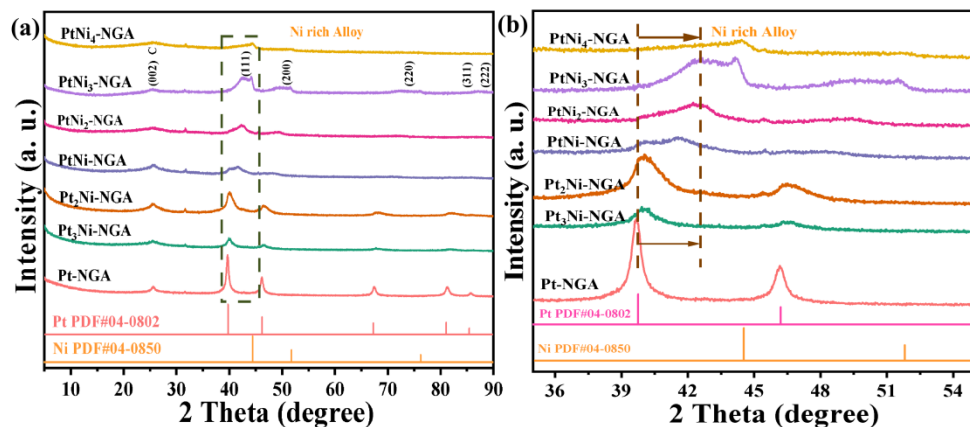 (a)
Ni rich Alloy
PtNi₄-NGA
(002) C
(111)
(200)
(220)
(311)
(222)
PtNi₃-NGA
PtNi₂-NGA
PtNi-NGA
Pt₂Ni-NGA
Pt₃Ni-NGA
Pt-NGA
Pt PDF#04-0802
Ni PDF#04-0850
Intensity (a. u.)
10 20 30 40 50 60 70 80 90
2 Theta (degree)
(b)
Ni rich Alloy
PtNi₄-NGA
PtNi₃-NGA
PtNi₂-NGA
PtNi-NGA
Pt₂Ni-NGA
Pt₃Ni-NGA
Pt-NGA
Pt PDF#04-0802
Ni PDF#04-0850
Intensity (a. u.)
36 39 42 45 48 51 54
2 Theta (degree)